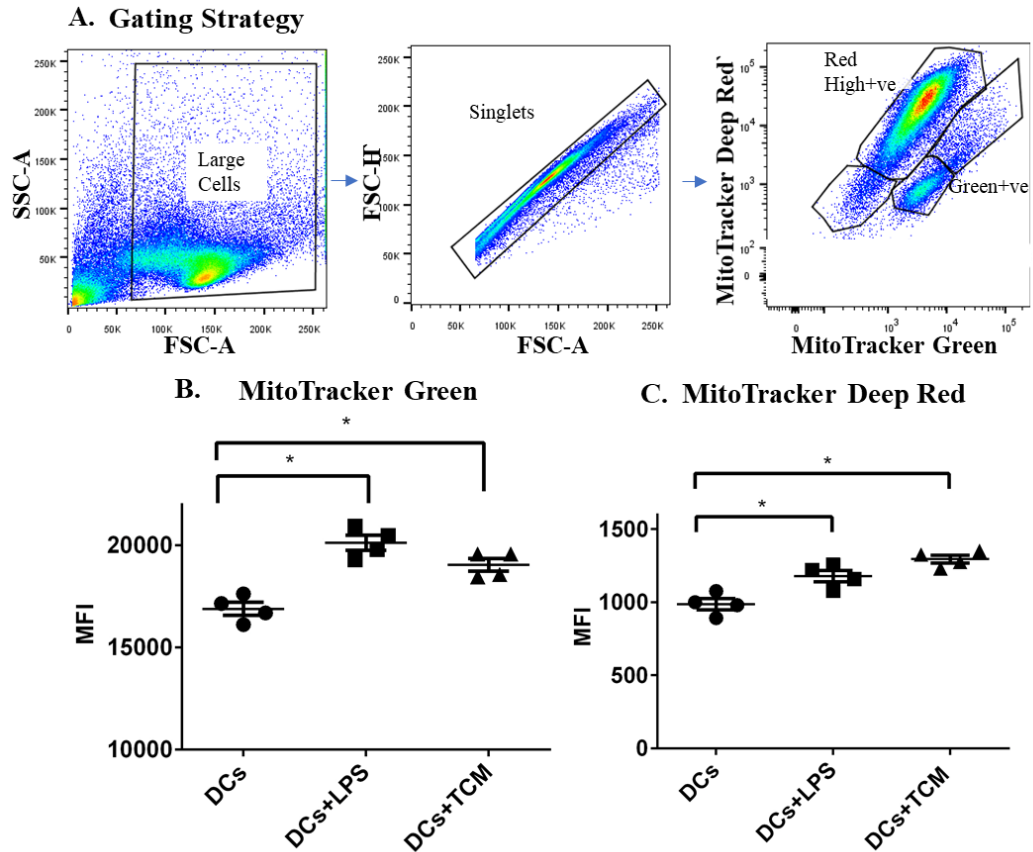 A. Gating Strategy
250K
200K
150K
100K
50K
0
SSC-A
Large
Cells
0 50K 100K 150K 200K 250K
FSC-A
250K
200K
150K
100K
50K
0
FSC-H
Singlets
0 50K 100K 150K 200K 250K
FSC-A
10^5
10^4
10^3
10^2
0
MitoTracker Deep Red
Red
High+ve
Green+ve
0 10^3 10^4 10^5
MitoTracker Green
B. MitoTracker Green
*
*
20000
15000
10000
MFI
DCs
DCs+LPS
DCs+TCM
C. MitoTracker Deep Red
*
*
1500
1000
500
0
MFI
DCs
DCs+LPS
DCs+TCM